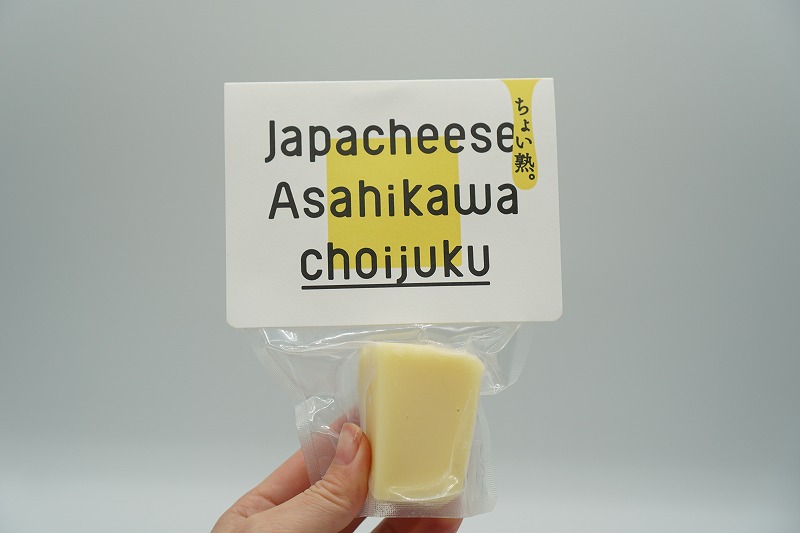 Japacheese
Asahikawa
choijuku
ちょい熟。